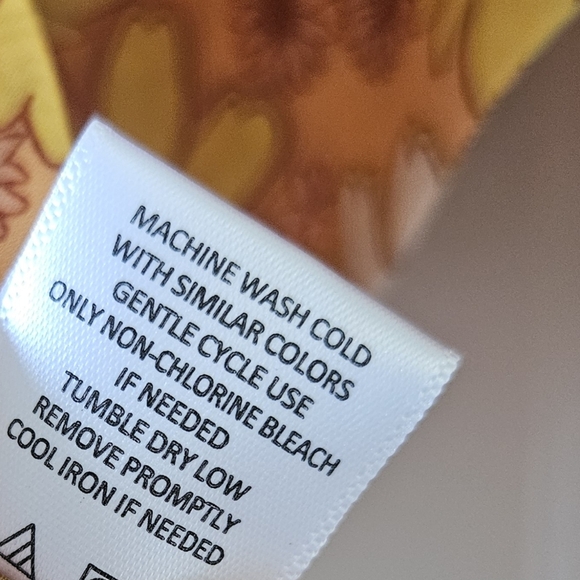 MACHINE WASH COLD
WITH SIMILAR COLORS
GENTLE CYCLE USE
ONLY NON-CHLORINE BLEACH
IF NEEDED
TUMBLE DRY LOW
REMOVE PROMPTLY
COOL IRON IF NEEDED